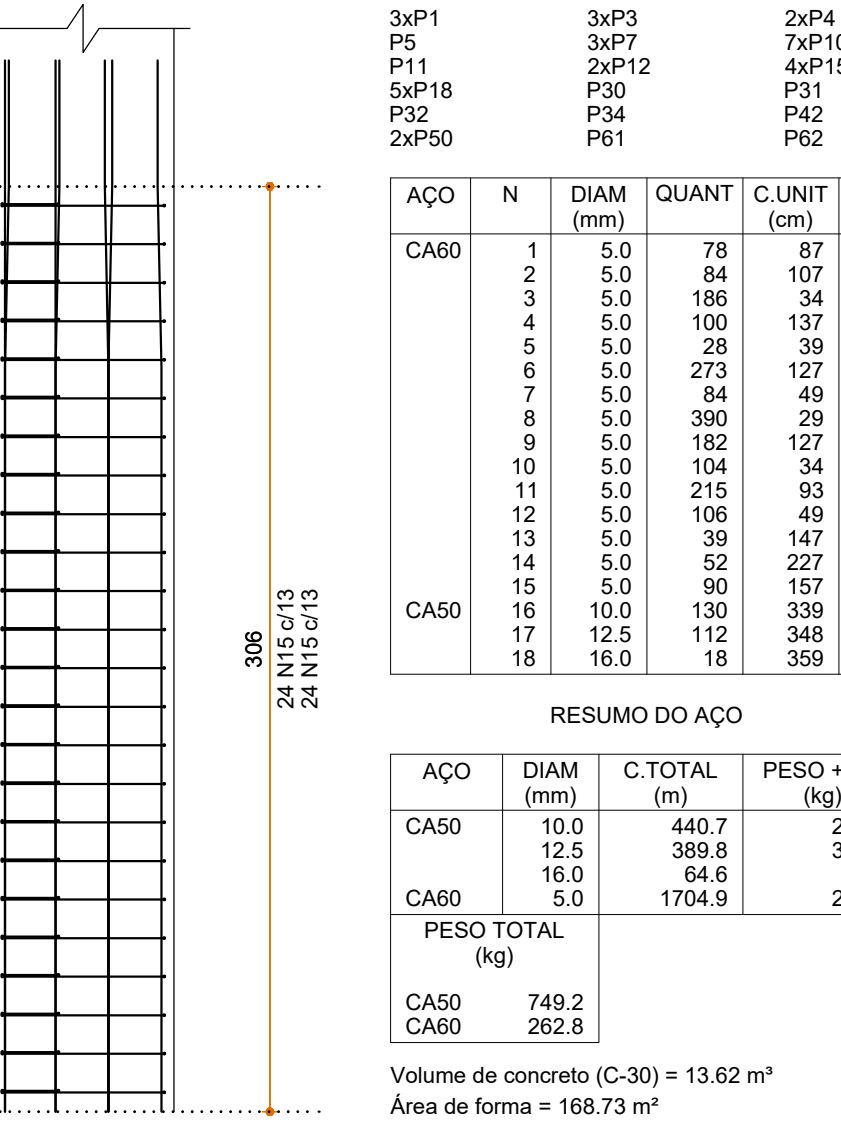 3xP1 3xP3 2xP4
P5 3xP7
P11 2xP12
5xP18 P30 P31
P32 P34 P42
2xP50 P61 P62
AÇO N DIAM QUANT C.UNIT
(mm) (cm)
CA60 1 5.0 78 87
2 5.0 84 107
3 5.0 186 34
4 5.0 100 137
5 5.0 28 39
6 5.0 273 127
7 5.0 84 49
8 5.0 390 29
9 5.0 182 127
10 5.0 104 34
11 5.0 215 93
12 5.0 106 49
13 5.0 39 147
14 5.0 52 227
15 5.0 90 157
CA50 16 10.0 130 339
17 12.5 112 348
18 16.0 18 359
306
24 N15 c/13
24 N15 c/13
RESUMO DO AÇO
AÇO DIAM C.TOTAL PESO +
(mm) (m) (kg)
CA50 10.0 440.7
12.5 389.8
16.0 64.6
CA60 5.0 1704.9
PESO TOTAL
(kg)
CA50 749.2
CA60 262.8
Volume de concreto (C-30) = 13.62 m³
Área de forma = 168.73 m²